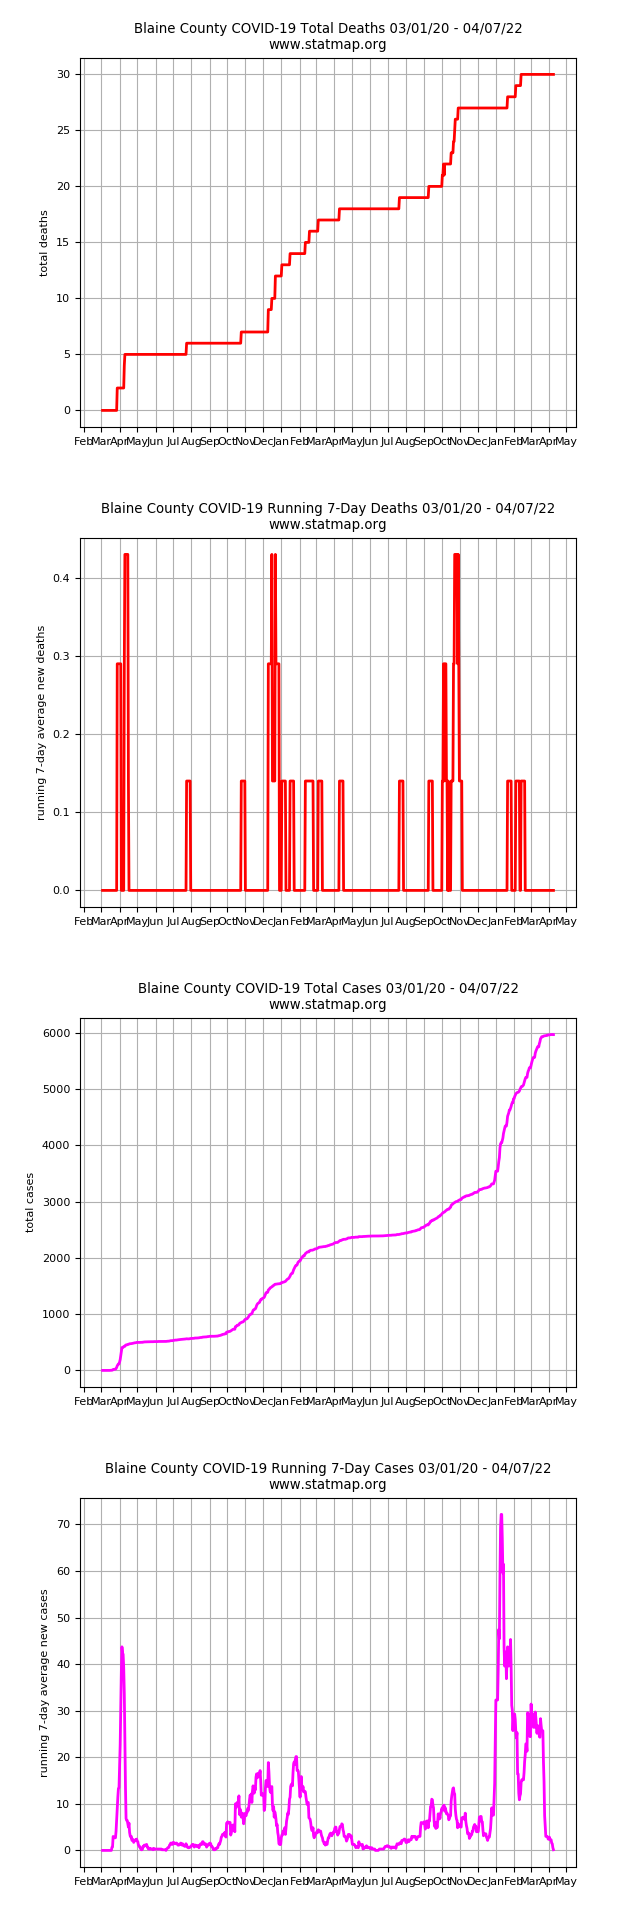 Blaine County COVID-19 Total Deaths 03/01/20 - 04/07/22
www.statmap.org
total deaths
30
25
20
15
10
5
0
Feb Mar Apr May Jun Jul Aug Sep Oct Nov Dec Jan Feb Mar Apr May Jun Jul Aug Sep Oct Nov Dec Jan Feb Mar Apr May
Blaine County COVID-19 Running 7-Day Deaths 03/01/20 - 04/07/22
www.statmap.org
running 7-day average new deaths
0.4
0.3
0.2
0.1
0.0
Feb Mar Apr May Jun Jul Aug Sep Oct Nov Dec Jan Feb Mar Apr May Jun Jul Aug Sep Oct Nov Dec Jan Feb Mar Apr May
Blaine County COVID-19 Total Cases 03/01/20 - 04/07/22
www.statmap.org
total cases
6000
5000
4000
3000
2000
1000
0
Feb Mar Apr May Jun Jul Aug Sep Oct Nov Dec Jan Feb Mar Apr May Jun Jul Aug Sep Oct Nov Dec Jan Feb Mar Apr May
Blaine County COVID-19 Running 7-Day Cases 03/01/20 - 04/07/22
www.statmap.org
running 7-day average new cases
70
60
50
40
30
20
10
0
Feb Mar Apr May Jun Jul Aug Sep Oct Nov Dec Jan Feb Mar Apr May Jun Jul Aug Sep Oct Nov Dec Jan Feb Mar Apr May